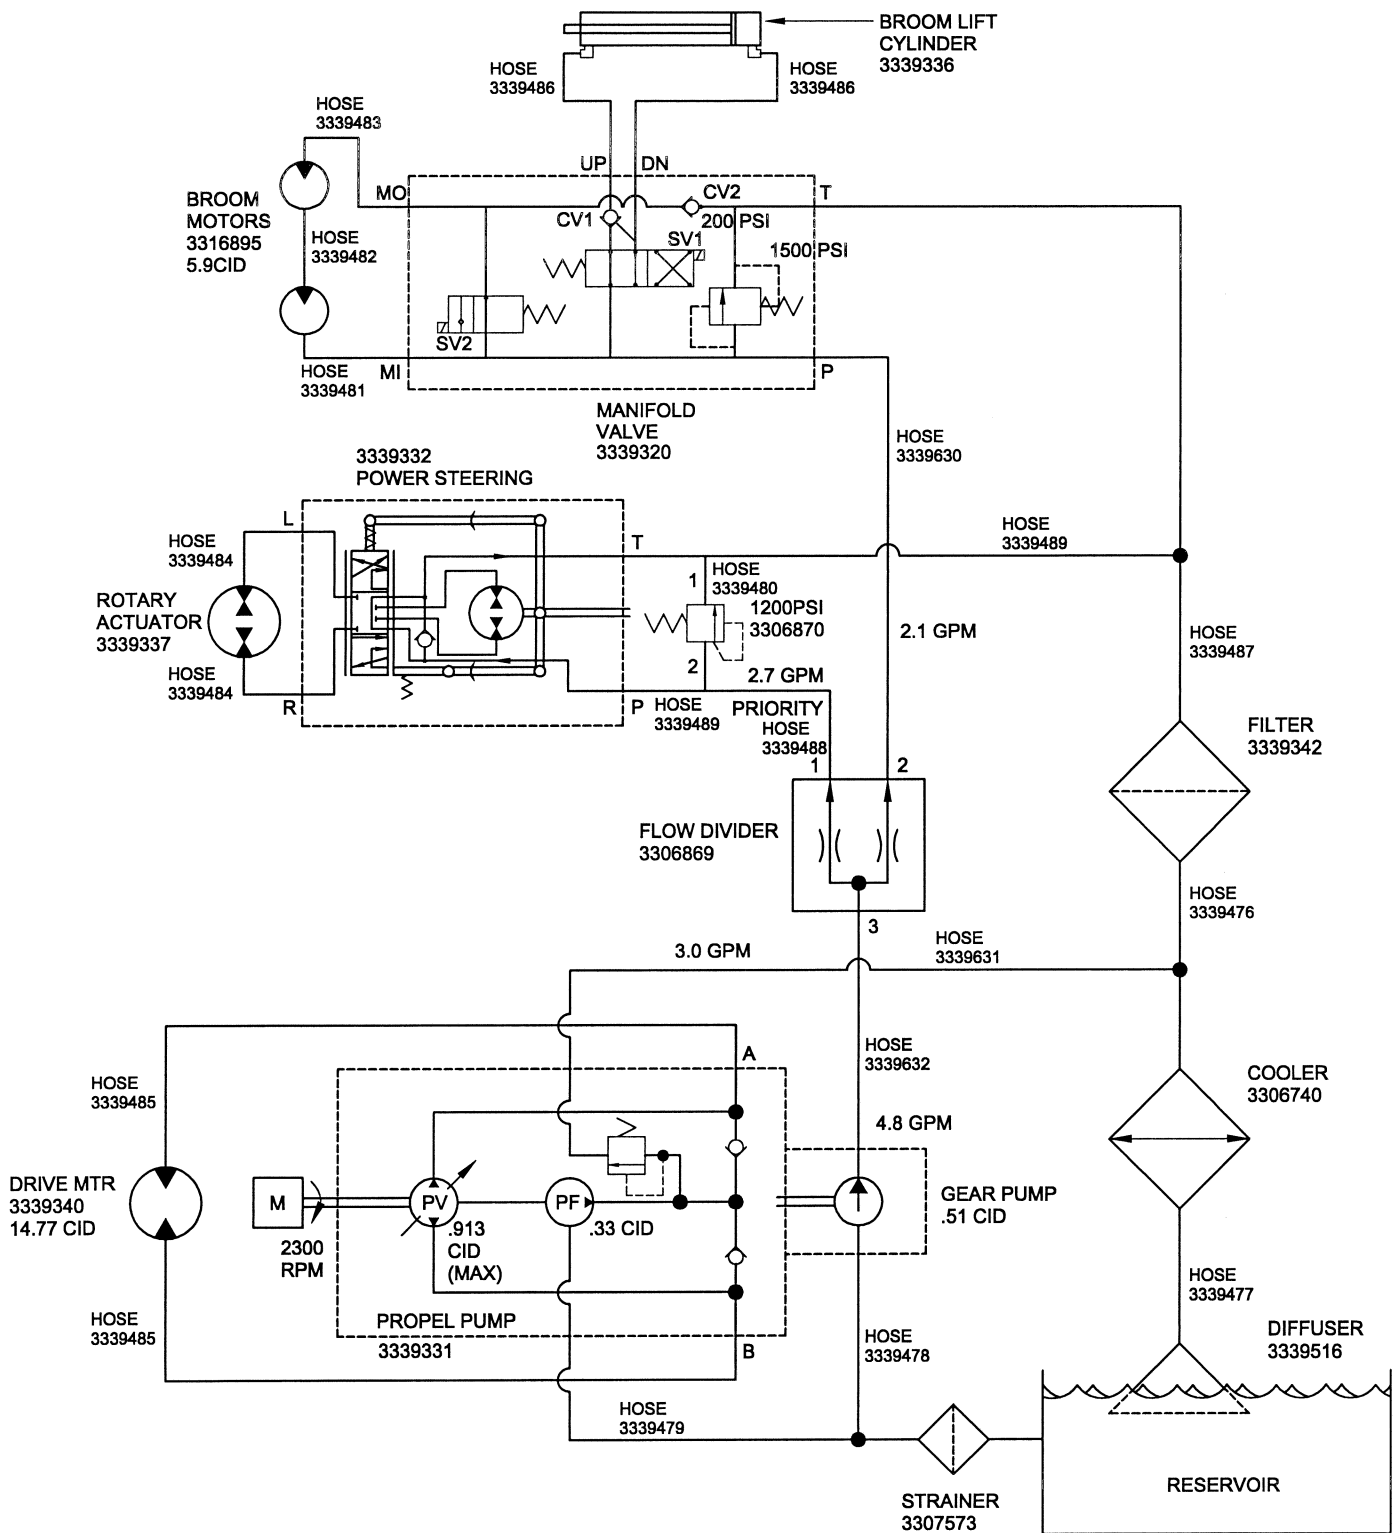 BROOM LIFT
CYLINDER
3339336
HOSE
3339486
HOSE
3339486
HOSE
3339483
UP
DN
MO
CV2
T
BROOM
MOTORS
3316895
5.9CID
CV1
200 PSI
HOSE
3339482
SV1
1500 PSI
SV2
MI
P
HOSE
3339481
MANIFOLD
VALVE
3339320
HOSE
3339630
3339332
POWER STEERING
L
HOSE
3339484
T
HOSE
3339489
1
HOSE
3339480
ROTARY
ACTUATOR
3339337
1200PSI
3306870
2.1 GPM
HOSE
3339487
HOSE
3339484
2
2.7 GPM
R
P
HOSE
3339489
PRIORITY
HOSE
3339488
FILTER
3339342
1
2
FLOW DIVIDER
3306869
HOSE
3339476
3
3.0 GPM
HOSE
3339631
A
HOSE
3339632
HOSE
3339485
COOLER
3306740
4.8 GPM
DRIVE MTR
3339340
14.77 CID
M
PV
PF
GEAR PUMP
.51 CID
.33 CID
.913
CID
(MAX)
2300
RPM
HOSE
3339477
HOSE
3339485
PROPEL PUMP
3339331
B
HOSE
3339478
DIFFUSER
3339516
HOSE
3339479
RESERVOIR
STRAINER
3307573